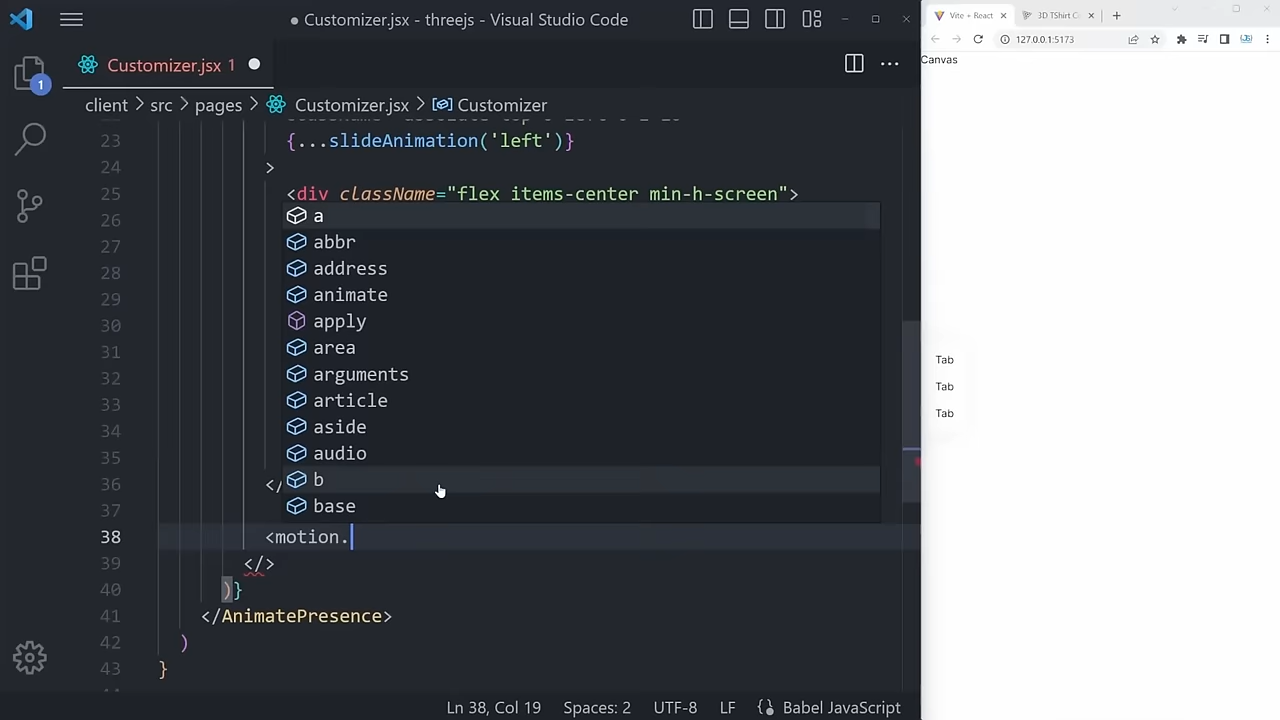 Customizer.jsx - threejs - Visual Studio Code
Customizer.jsx 1
client > src > pages > Customizer.jsx > Customizer
23 {...slideAnimation('left')}
24 >
25 <div className="flex items-center min-h-screen">
26 a
27 abbr
28 address
29 animate
30 apply
31 area
32 arguments
33 article
34 aside
35 audio
36 </ b
37 base
38 <motion.
39 </>
40 )}
41 </AnimatePresence>
42 )
43 }
1
Ln 38, Col 19 Spaces: 2 UTF-8 LF Babel JavaScript
Vite + React
3D TShirt C
127.0.0.1:5173
Canvas
Tab
Tab
Tab